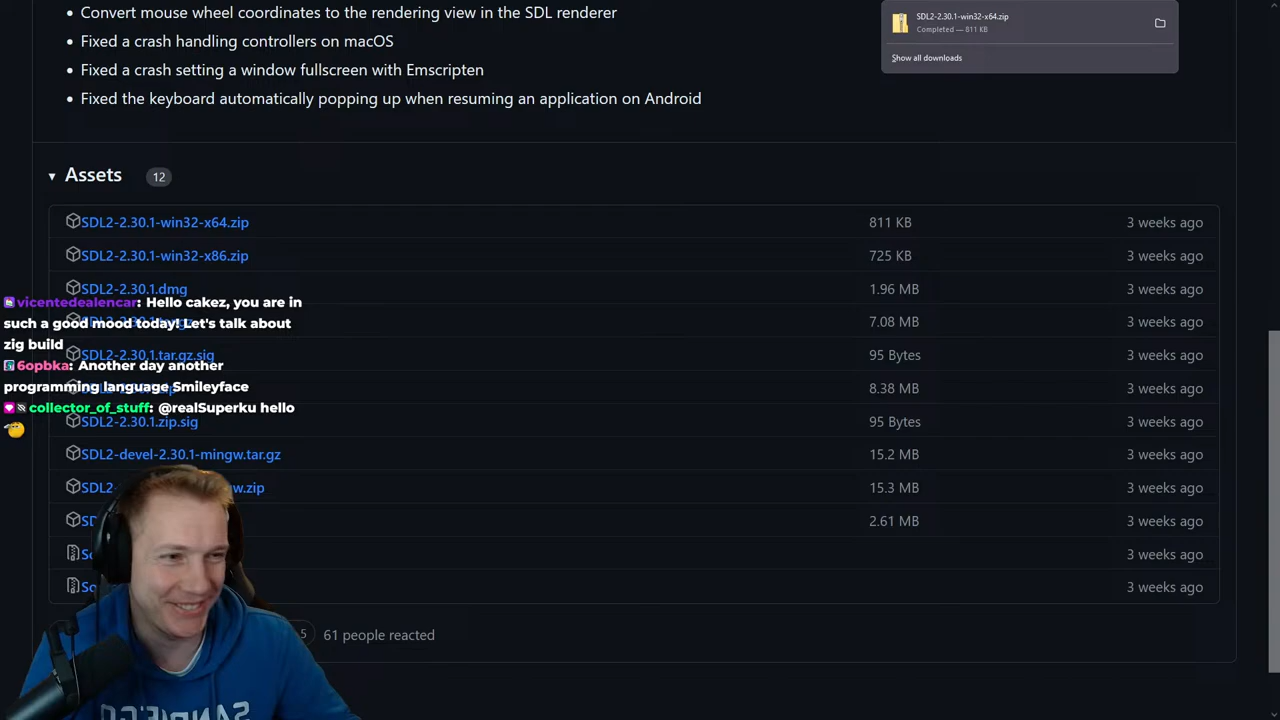 Convert mouse wheel coordinates to the rendering view in the SDL renderer
Fixed a crash handling controllers on macOS
Fixed a crash setting a window fullscreen with Emscripten
Fixed the keyboard automatically popping up when resuming an application on Android
SDL2-2.30.1-win32-x64.zip
Completed — 811 KB
Show all downloads
Assets 12
SDL2-2.30.1-win32-x64.zip 811 KB 3 weeks ago
SDL2-2.30.1-win32-x86.zip 725 KB 3 weeks ago
SDL2-2.30.1.dmg 1.96 MB 3 weeks ago
7.08 MB 3 weeks ago
SDL2-2.30.1.tar.gz.sig 95 Bytes 3 weeks ago
8.38 MB 3 weeks ago
SDL2-2.30.1.zip.sig 95 Bytes 3 weeks ago
SDL2-devel-2.30.1-mingw.tar.gz 15.2 MB 3 weeks ago
SDL2- w.zip 15.3 MB 3 weeks ago
SD 2.61 MB 3 weeks ago
So 3 weeks ago
So 3 weeks ago
5 61 people reacted
vicentedealencar: Hello cakez, you are in
such a good mood today! Let's talk about
zig build
6opbka: Another day another
programming language Smileyface
collector_of_stuff: @realSuperku hello